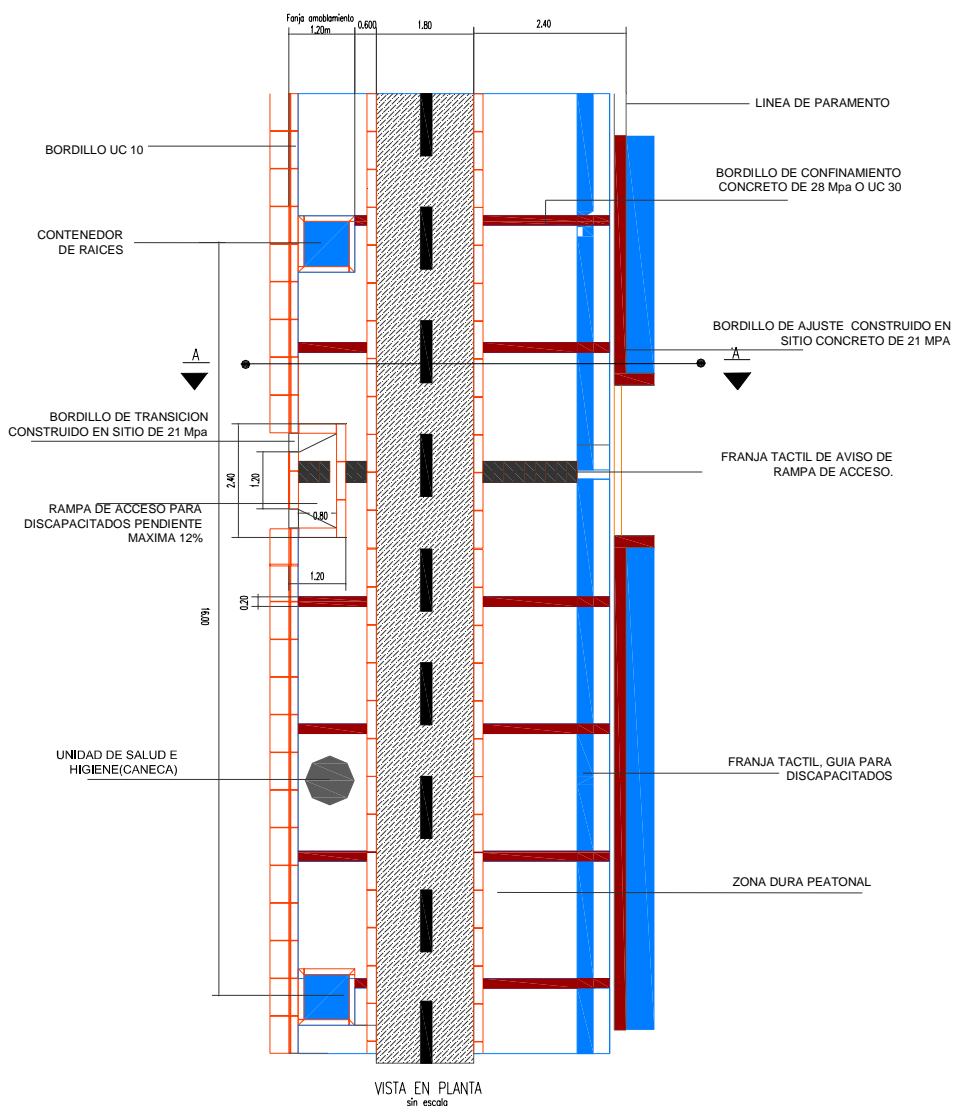 Fanja amoblamiento
1.20m
0.600
1.80
2.40
LINEA DE PARAMENTO
BORDILLO UC 10
BORDILLO DE CONFINAMIENTO
CONCRETO DE 28 Mpa O UC 30
CONTENEDOR
DE RAICES
BORDILLO DE AJUSTE CONSTRUIDO EN
SITIO CONCRETO DE 21 MPA
A
A
BORDILLO DE TRANSICION
CONSTRUIDO EN SITIO DE 21 Mpa
FRANJA TACTIL DE AVISO DE
RAMPA DE ACCESO.
2.40
1.20
RAMPA DE ACCESO PARA
DISCAPACITADOS PENDIENTE
MAXIMA 12%
0.80
1.20
0.20
16.00
UNIDAD DE SALUD E
HIGIENE(CANECA)
FRANJA TACTIL, GUIA PARA
DISCAPACITADOS
ZONA DURA PEATONAL
VISTA EN PLANTA
sin escala